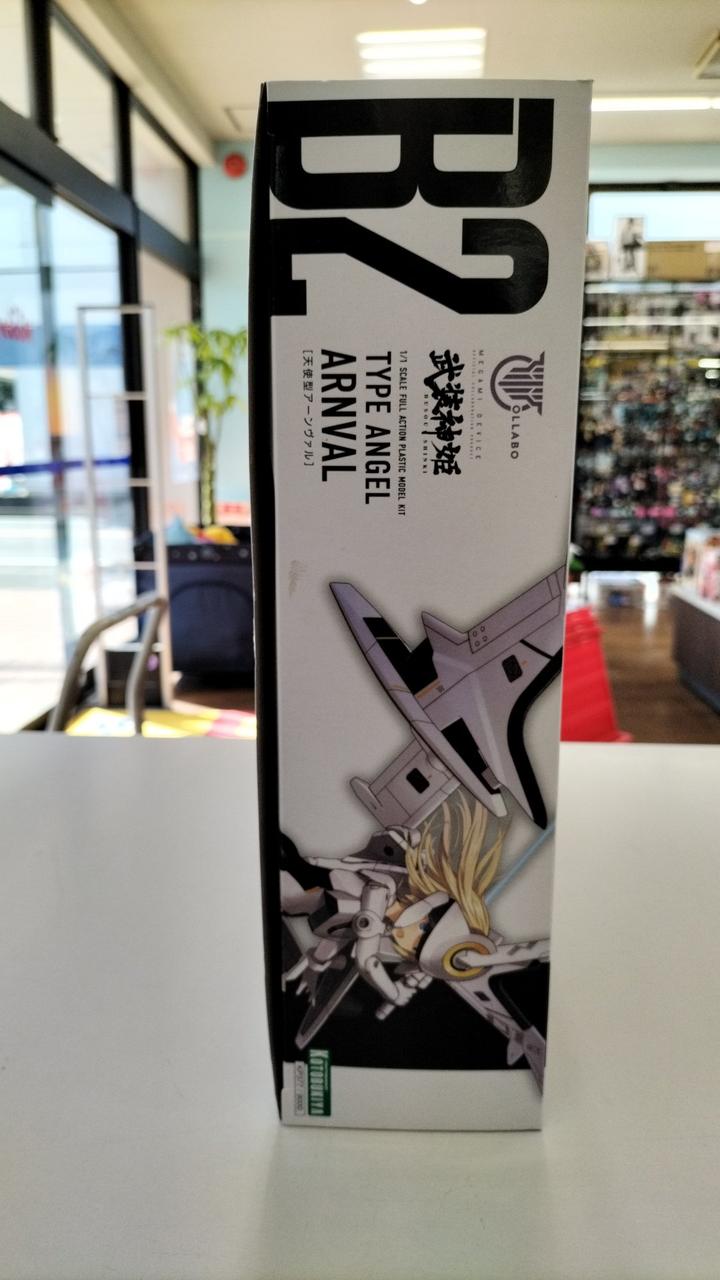 B2
COLLABO
MEGAMI DEVICE
武装神姫
BUSOU SHINKI
1/1 SCALE FULL ACTION PLASTIC MODEL KIT
TYPE ANGEL
ARNVAL
[天使型アーンヴァル]
KOTOBUKIYA